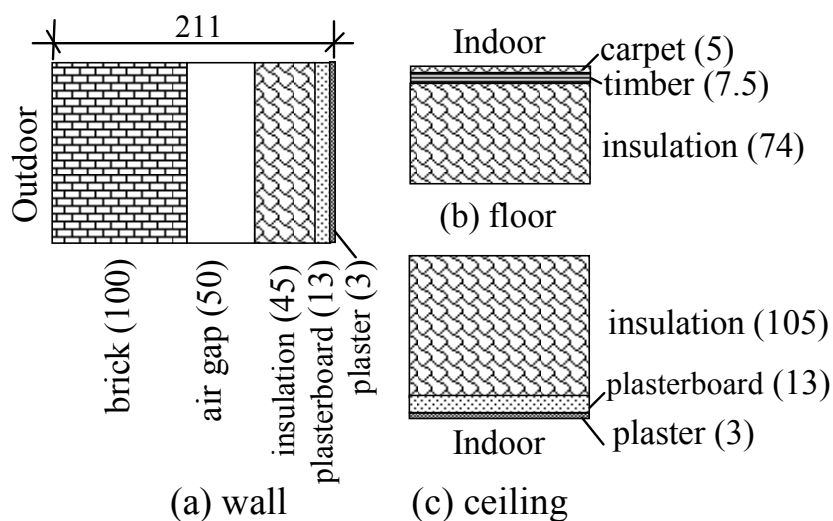 211
Outdoor
brick (100)
air gap (50)
insulation (45)
plasterboard (13)
plaster (3)
(a) wall
Indoor
carpet (5)
timber (7.5)
insulation (74)
(b) floor
insulation (105)
plasterboard (13)
plaster (3)
Indoor
(c) ceiling